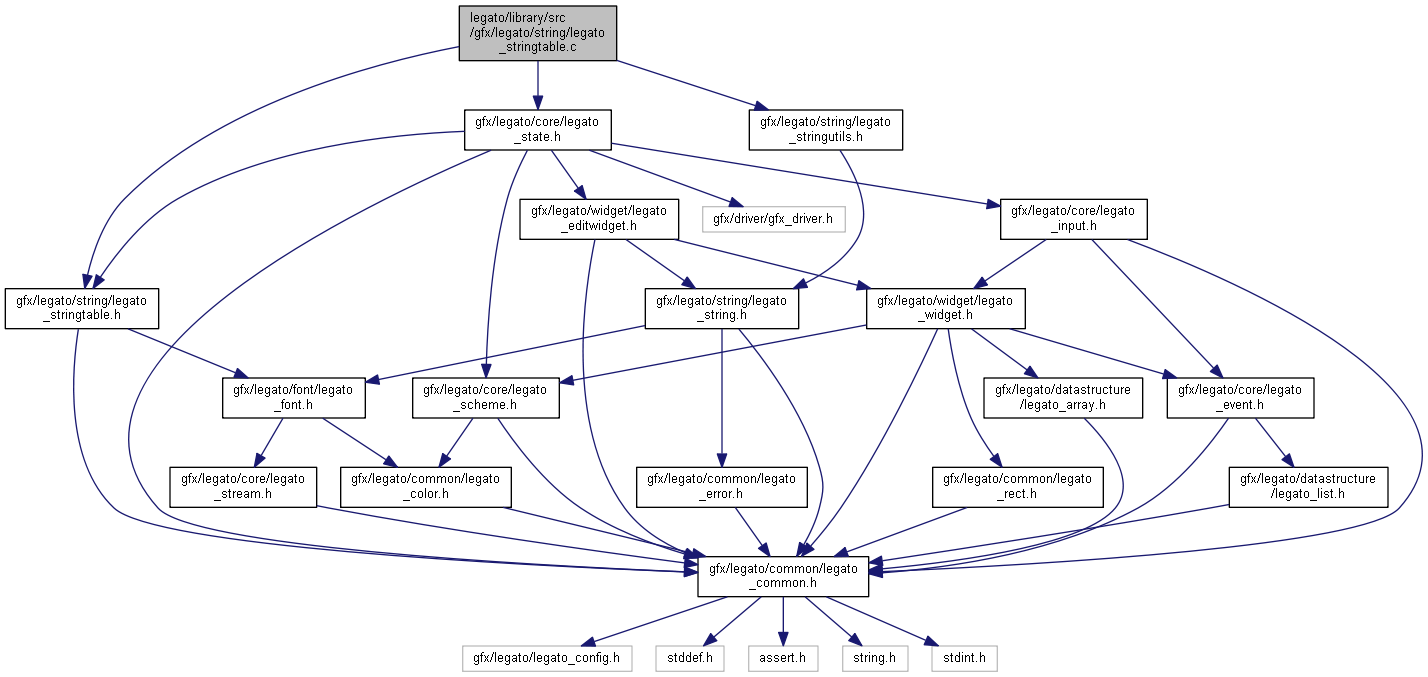 legato/library/src
/gfx/legato/string/legato
_stringtable.c
gfx/legato/core/legato
_state.h
gfx/legato/string/legato
_stringutils.h
gfx/legato/widget/legato
_editwidget.h
gfx/driver/gfx_driver.h
gfx/legato/core/legato
_input.h
gfx/legato/string/legato
_stringtable.h
gfx/legato/string/legato
_string.h
gfx/legato/widget/legato
_widget.h
gfx/legato/font/legato
_font.h
gfx/legato/core/legato
_scheme.h
gfx/legato/datastructure
/legato_array.h
gfx/legato/core/legato
_event.h
gfx/legato/core/legato
_stream.h
gfx/legato/common/legato
_color.h
gfx/legato/common/legato
_error.h
gfx/legato/common/legato
_rect.h
gfx/legato/datastructure
/legato_list.h
gfx/legato/common/legato
_common.h
gfx/legato/legato_config.h
stddef.h
assert.h
string.h
stdint.h